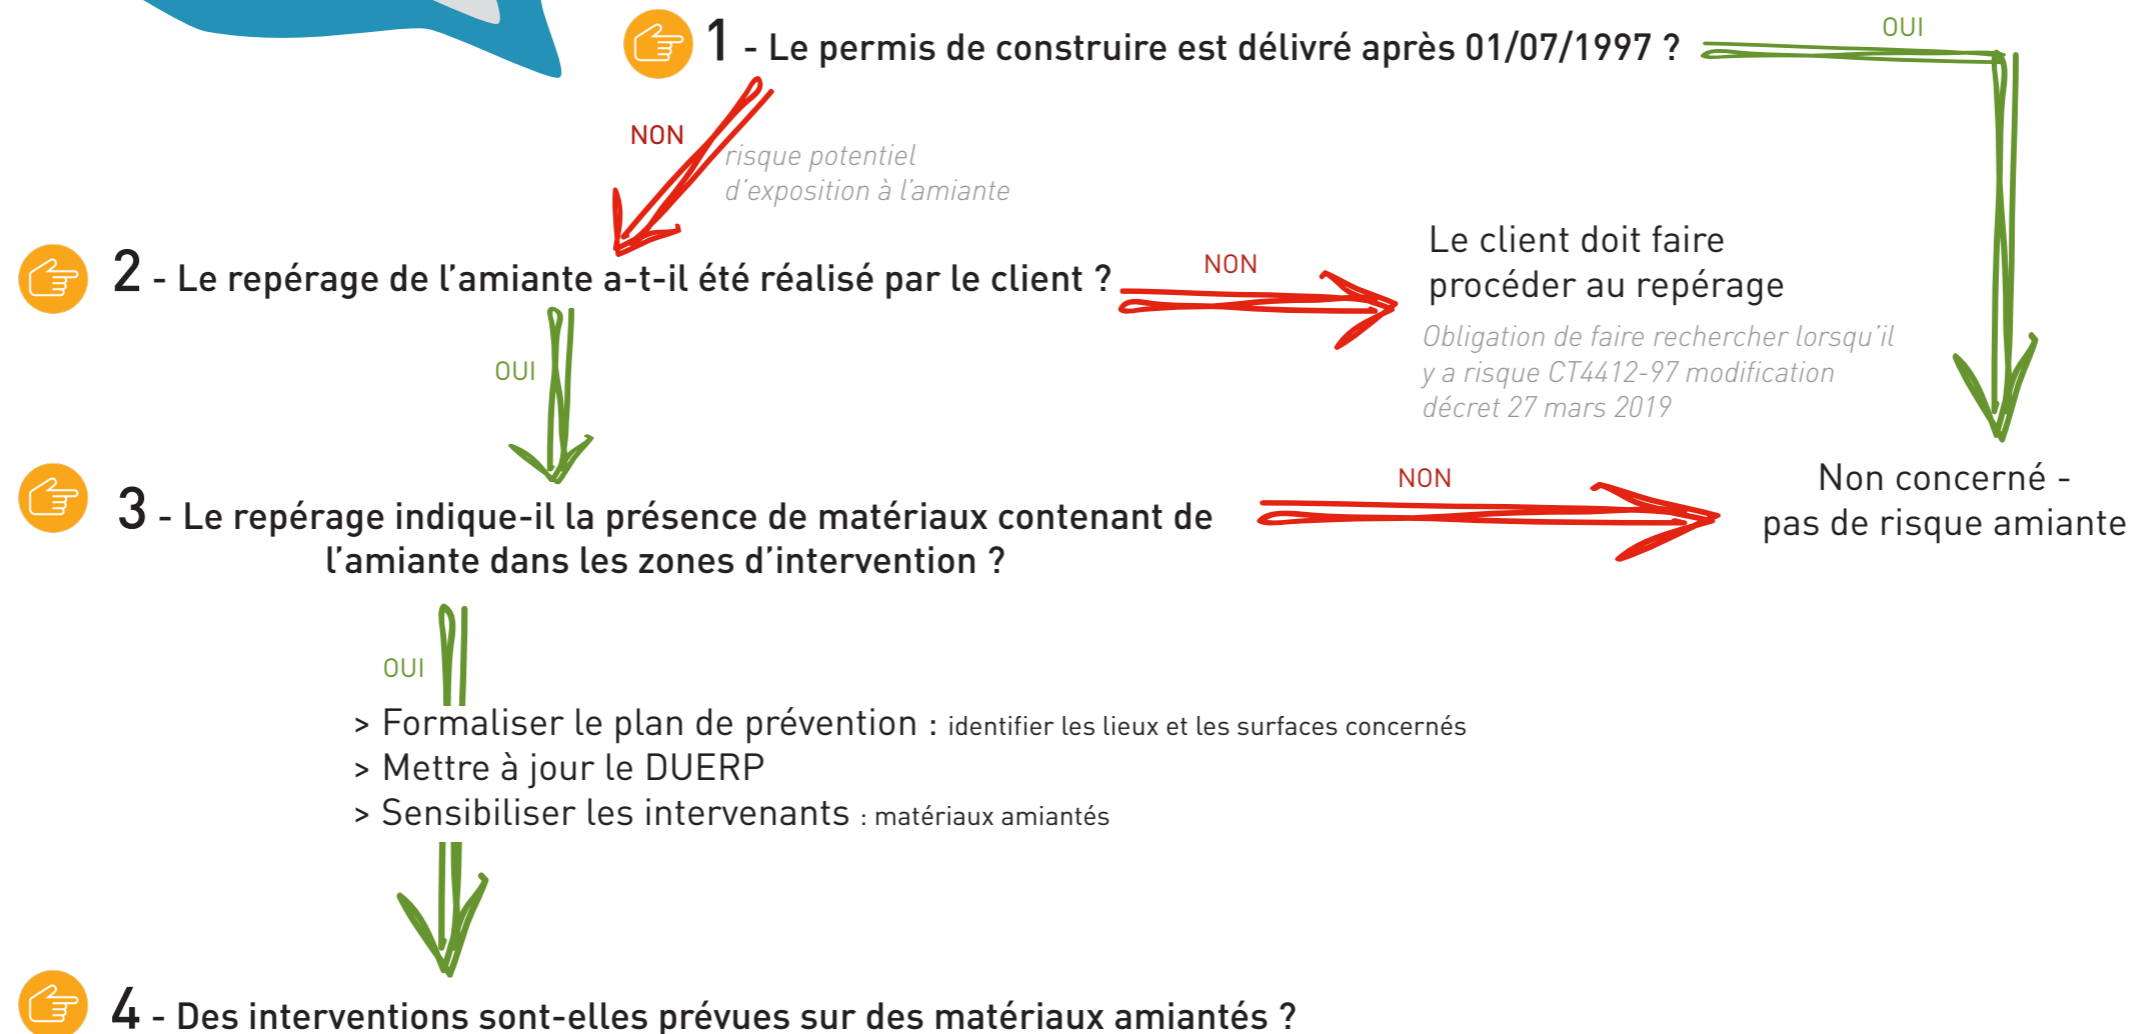 1 - Le permis de construire est délivré après 01/07/1997 ?
OUI
NON
risque potentiel
d'exposition à l'amiante
2 - Le repérage de l'amiante a-t-il été réalisé par le client ?
NON
Le client doit faire
procéder au repérage
Obligation de faire rechercher lorsqu'il
y a risque CT4412-97 modification
décret 27 mars 2019
OUI
3 - Le repérage indique-il la présence de matériaux contenant de
l'amiante dans les zones d'intervention ?
NON
Non concerné -
pas de risque amiante
OUI
> Formaliser le plan de prévention : identifier les lieux et les surfaces concernés
> Mettre à jour le DUERP
> Sensibiliser les intervenants : matériaux amiantés
4 - Des interventions sont-elles prévues sur des matériaux amiantés ?